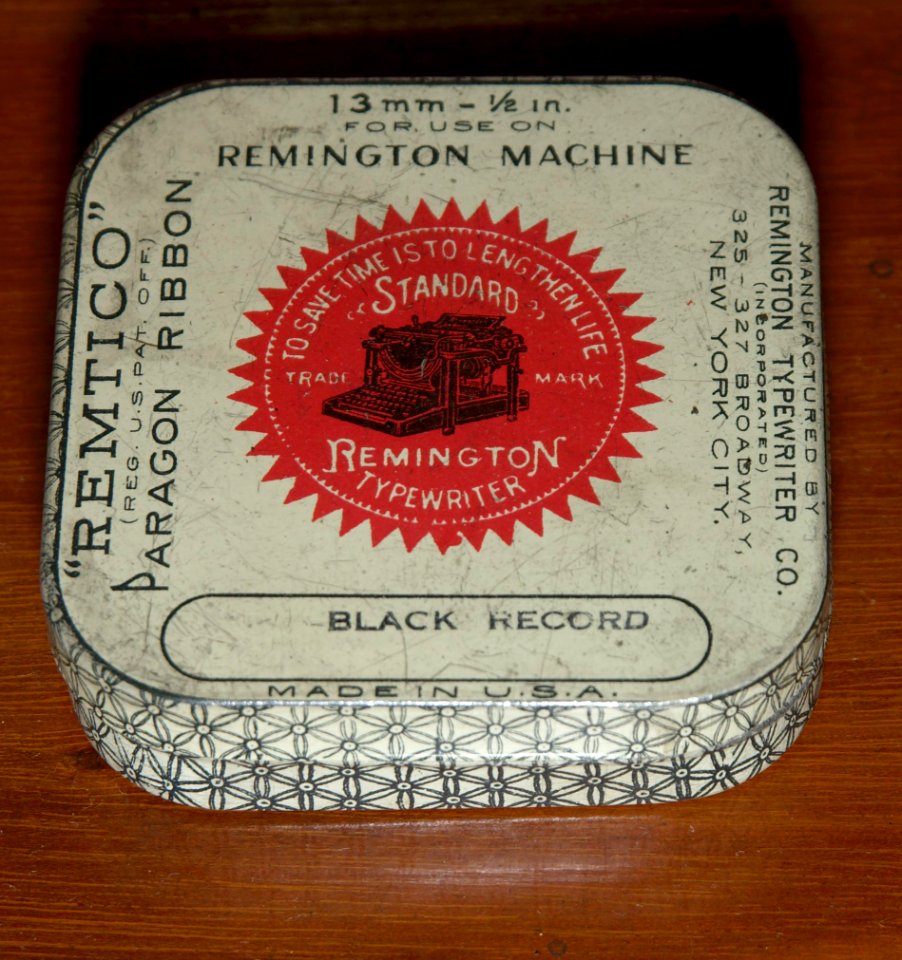 13mm - ½ in.
FOR USE ON
REMINGTON MACHINE
"REMTICO"
(REG. U.S. PAT. OFF.)
PARAGON RIBBON
TO SAVE TIME IS TO LENGTHEN LIFE
STANDARD
TRADE MARK
REMINGTON
TYPEWRITER
MANUFACTURED BY
REMINGTON TYPEWRITER CO.
(INCORPORATED)
325-327 BROADWAY,
NEW YORK CITY.
BLACK RECORD
MADE IN U.S.A.